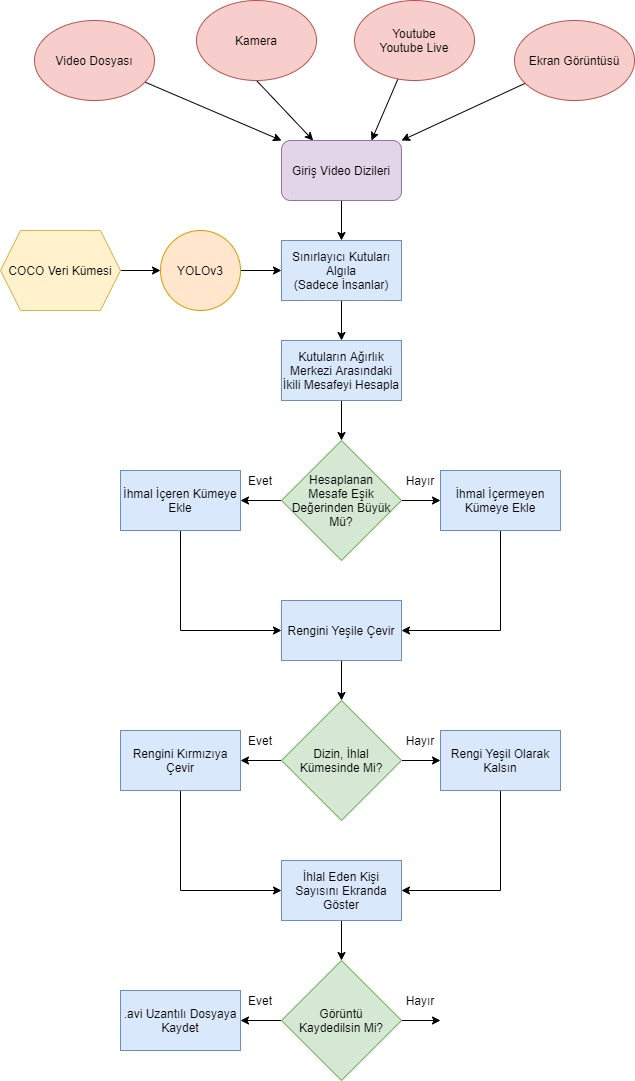 Video Dosyası
Kamera
Youtube
Youtube Live
Ekran Görüntüsü
Giriş Video Dizileri
COCO Veri Kümesi
YOLOv3
Sınırlayıcı Kutuları
Algıla
(Sadece İnsanlar)
Kutuların Ağırlık
Merkezi Arasındaki
İkili Mesafeyi Hesapla
İhmal İçeren Kümeye
Ekle
Evet
Hesaplanan
Mesafe Eşik
Değerinden Büyük
Mü?
Hayır
İhmal İçermeyen
Kümeye Ekle
Rengini Yeşile Çevir
Rengini Kırmızıya
Çevir
Evet
Dizin, İhlal
Kümesinde Mi?
Hayır
Rengi Yeşil Olarak
Kalsın
İhlal Eden Kişi
Sayısını Ekranda
Göster
.avi Uzantılı Dosyaya
Kaydet
Evet
Görüntü
Kaydedilsin Mi?
Hayır